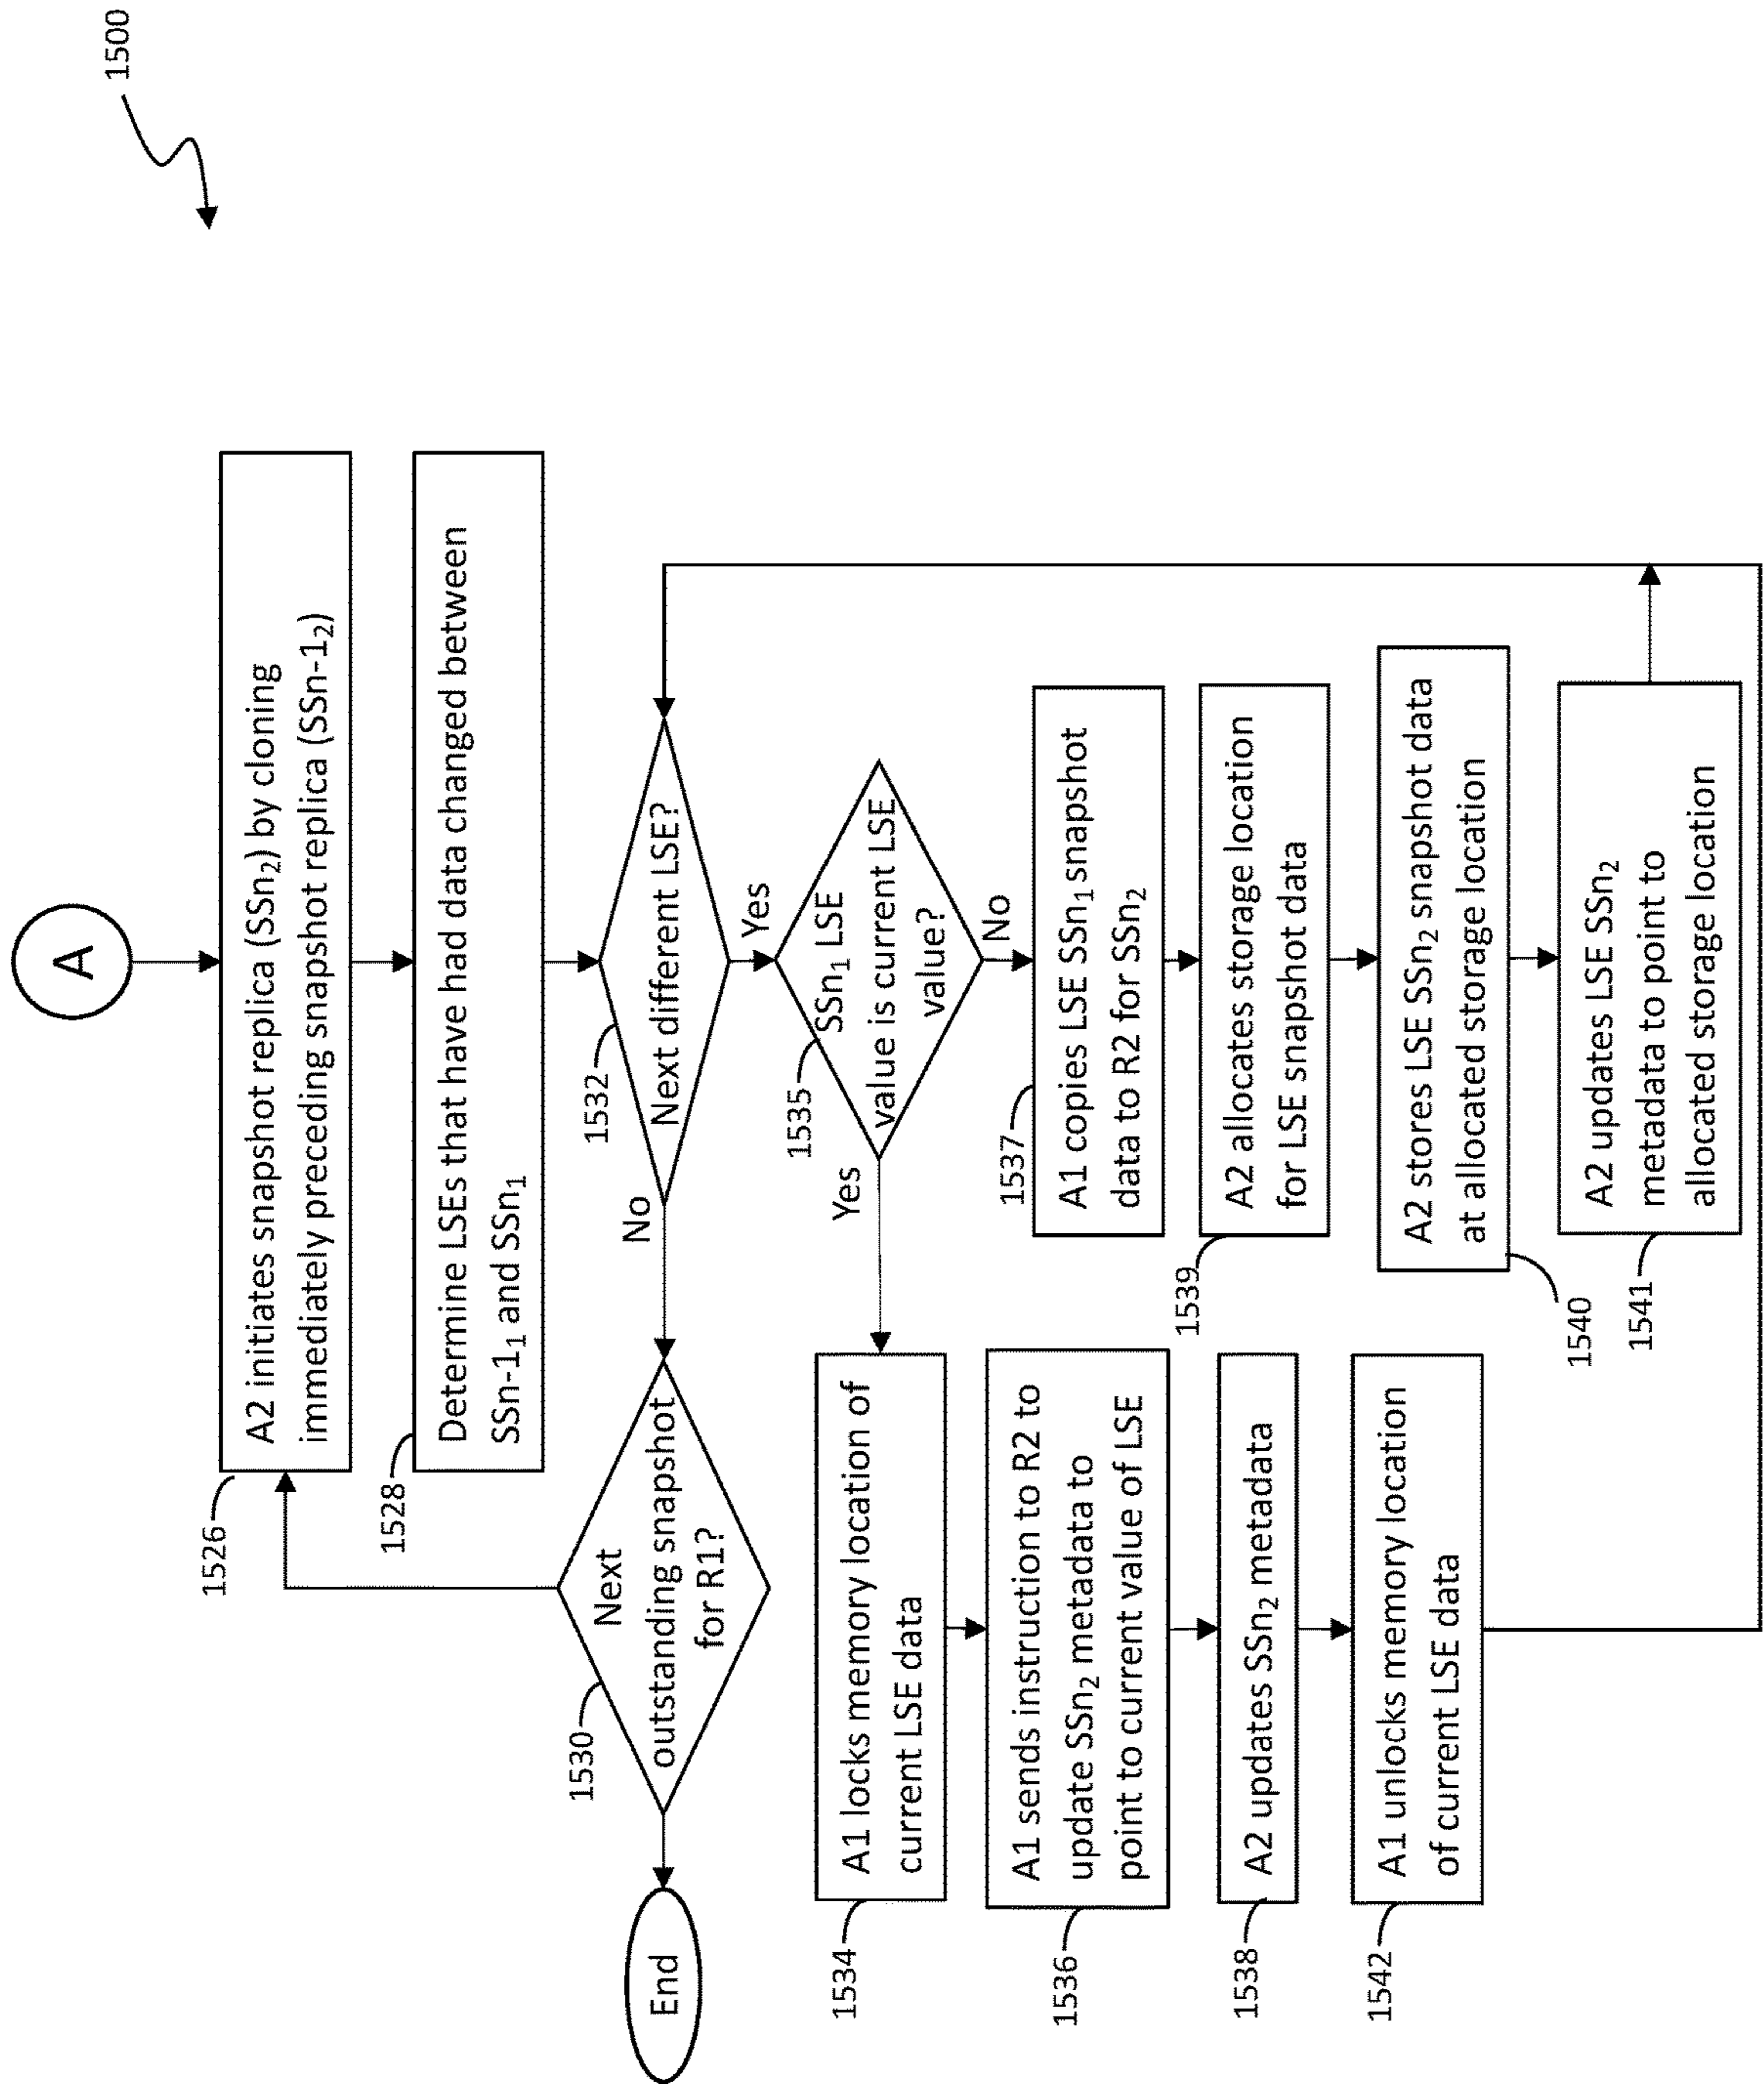 1500
A
1526
A2 initiates snapshot replica (SSn₂) by cloning
immediately preceding snapshot replica (SSn-1₂)
1528
Determine LSEs that have had data changed between
SSn-1₁ and SSn₁
1532
Next different LSE?
No
Yes
1530
Next
outstanding snapshot
for R1?
End
1535
SSn₁ LSE
value is current LSE
value?
Yes
No
1534
A1 locks memory location of
current LSE data
1536
A1 sends instruction to R2 to
update SSn₂ metadata to
point to current value of LSE
1538
A2 updates SSn₂ metadata
1542
A1 unlocks memory location
of current LSE data
1537
A1 copies LSE SSn₁ snapshot
data to R2 for SSn₂
1539
A2 allocates storage location
for LSE snapshot data
1540
A2 stores LSE SSn₂ snapshot data
at allocated storage location
1541
A2 updates LSE SSn₂
metadata to point to
allocated storage location